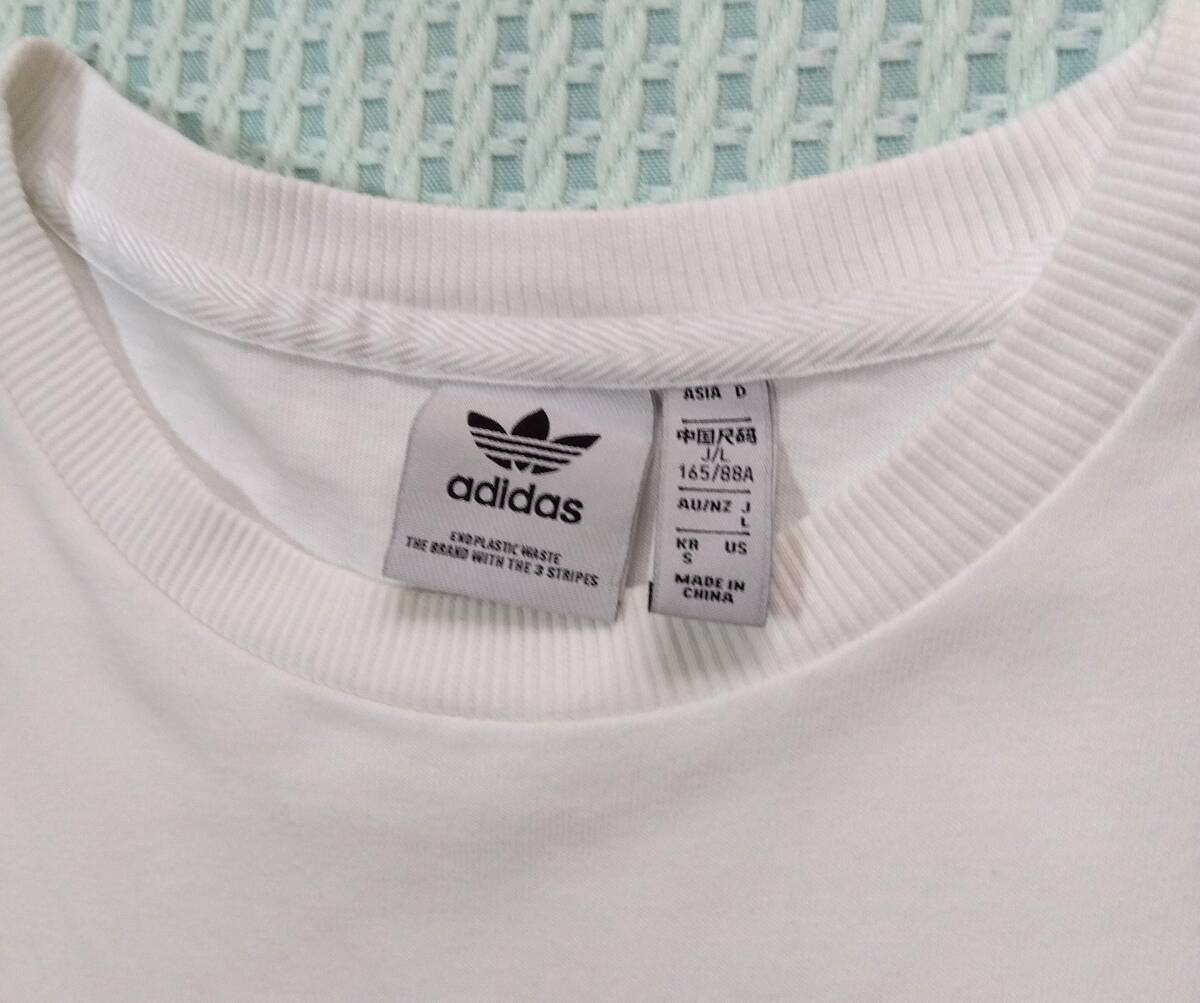 adidas
END PLASTIC WASTE
THE BRAND WITH THE 3 STRIPES
ASIA D
中国尺码
J/L
165/88A
AU/NZ J
L
KR US
S
MADE IN
CHINA